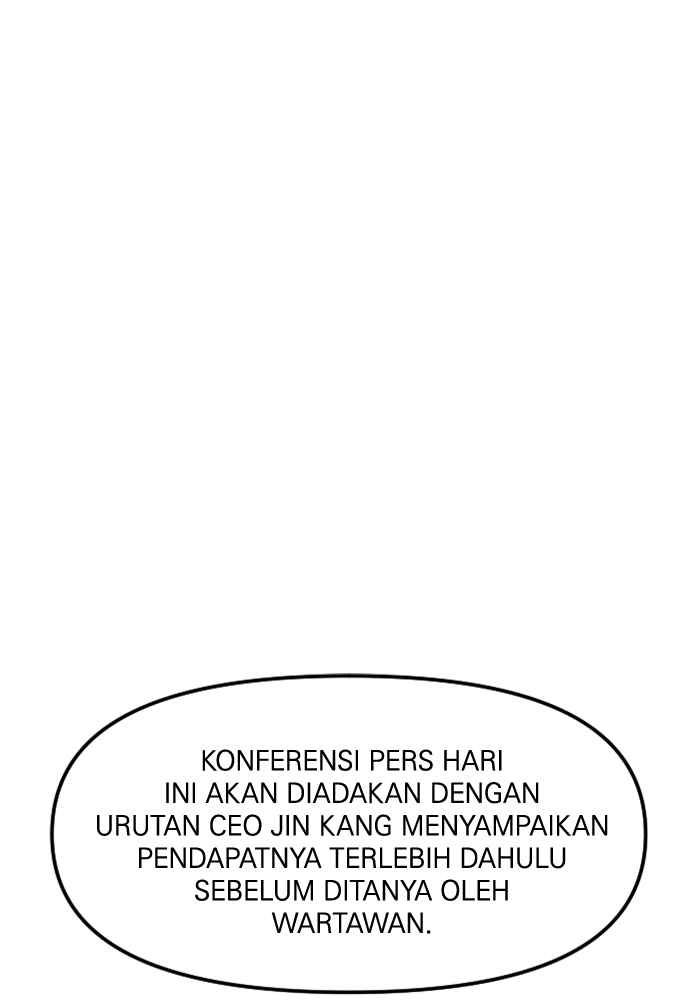 KONFERENSI PERS HARI
INI AKAN DIADAKAN DENGAN
URUTAN CEO JIN KANG MENYAMPAIKAN
PENDAPATNYA TERLEBIH DAHULU
SEBELUM DITANYA OLEH
WARTAWAN.